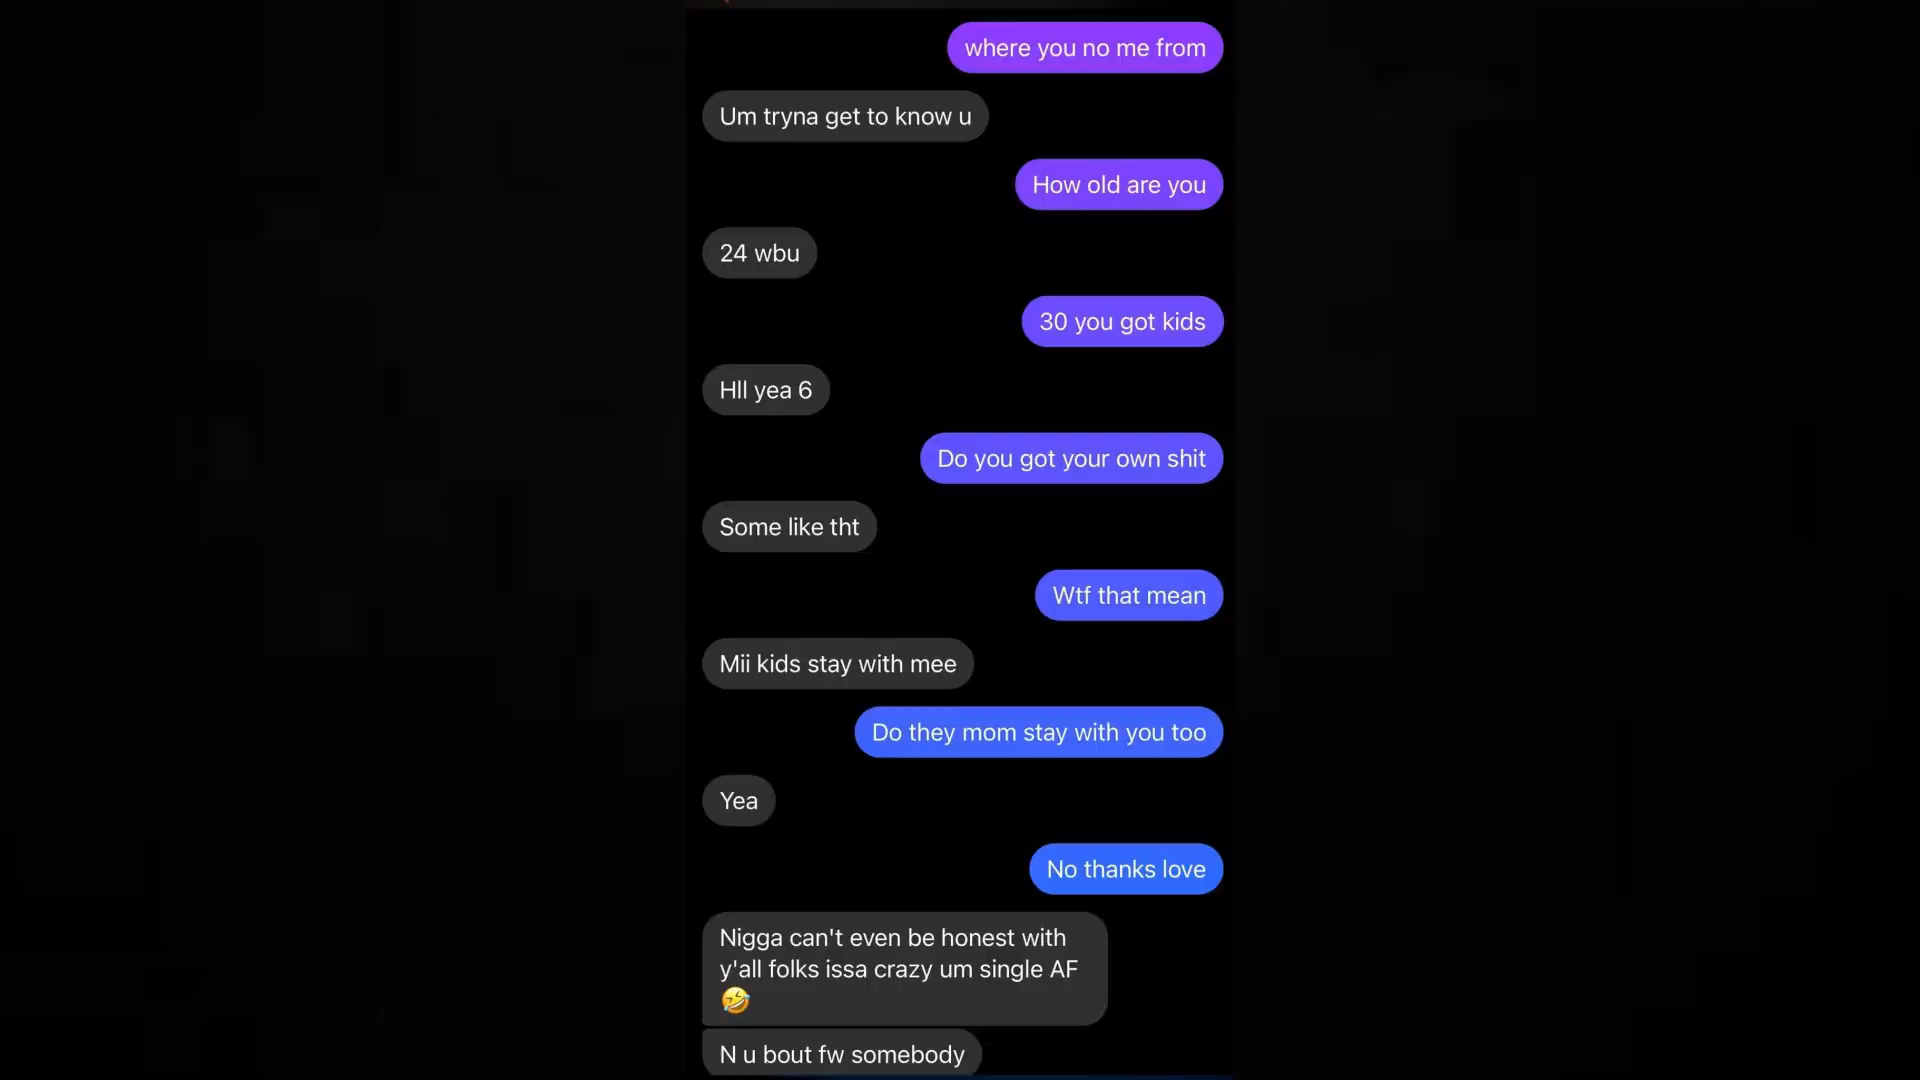 where you no me from
Um tryna get to know u
How old are you
24 wbu
30 you got kids
Hll yea 6
Do you got your own shit
Some like tht
Wtf that mean
Mii kids stay with mee
Do they mom stay with you too
Yea
No thanks love
Nigga can't even be honest with
y'all folks issa crazy um single AF
🤣
N u bout fw somebody